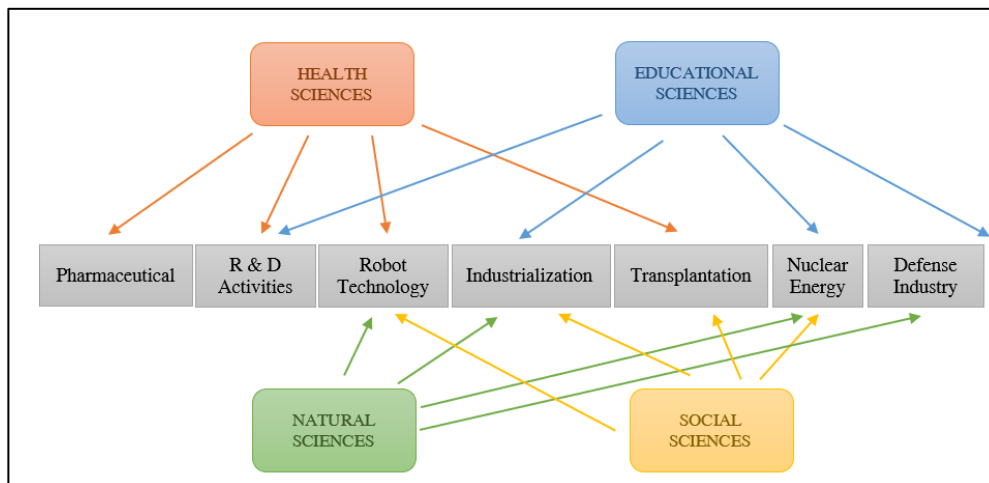 HEALTH
SCIENCES
EDUCATIONAL
SCIENCES
Pharmaceutical
R & D
Activities
Robot
Technology
Industrialization
Transplantation
Nuclear
Energy
Defense
Industry
NATURAL
SCIENCES
SOCIAL
SCIENCES